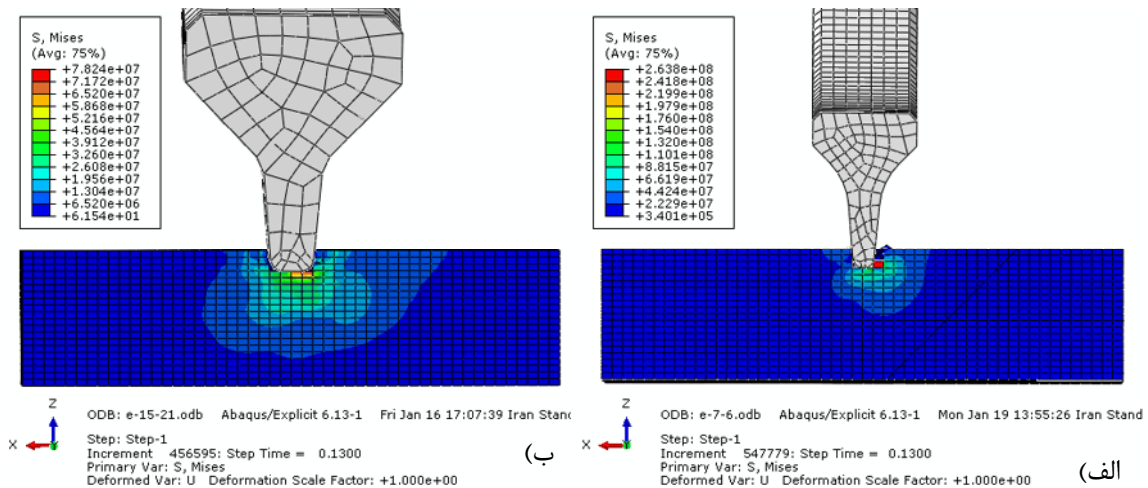 S, Mises
(Avg: 75%)
+7.824e+07
+7.172e+07
+6.520e+07
+5.868e+07
+5.216e+07
+4.564e+07
+3.912e+07
+3.260e+07
+2.608e+07
+1.956e+07
+1.304e+07
+6.520e+06
+6.154e+01
Z
X
Y
ODB: e-15-21.odb Abaqus/Explicit 6.13-1 Fri Jan 16 17:07:39 Iran Stand
Step: Step-1
Increment 456595: Step Time = 0.1300
Primary Var: S, Mises
Deformed Var: U Deformation Scale Factor: +1.000e+00
ب)
S, Mises
(Avg: 75%)
+2.638e+08
+2.418e+08
+2.199e+08
+1.979e+08
+1.760e+08
+1.540e+08
+1.320e+08
+1.101e+08
+8.815e+07
+6.619e+07
+4.424e+07
+2.229e+07
+3.401e+05
Z
X
Y
ODB: e-7-6.odb Abaqus/Explicit 6.13-1 Mon Jan 19 13:55:26 Iran Stand
Step: Step-1
Increment 547779: Step Time = 0.1300
Primary Var: S, Mises
Deformed Var: U Deformation Scale Factor: +1.000e+00
الف)